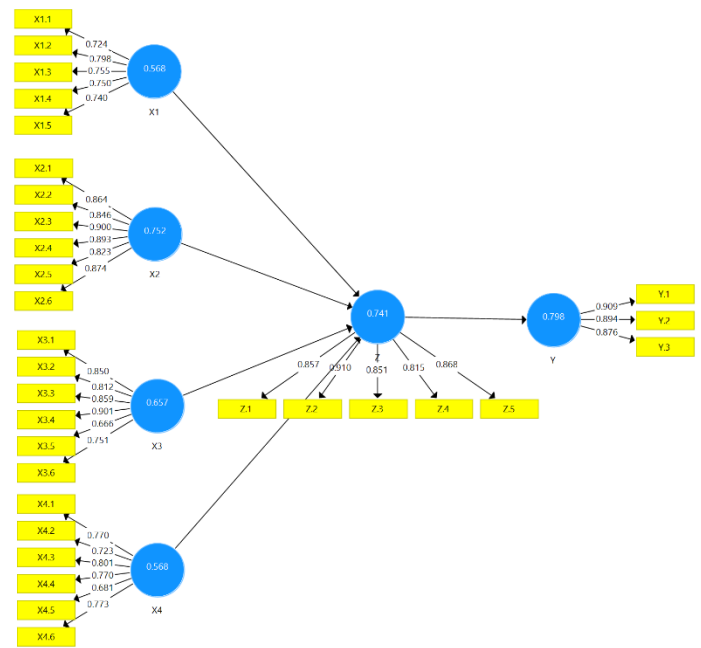 X1.1
X1.2
X1.3
X1.4
X1.5
0.724
0.798
0.755
0.750
0.740
0.568
X1
X2.1
X2.2
X2.3
X2.4
X2.5
X2.6
0.864
0.846
0.900
0.893
0.823
0.874
0.752
X2
X3.1
X3.2
X3.3
X3.4
X3.5
X3.6
0.850
0.812
0.859
0.901
0.666
0.751
0.657
X3
X4.1
X4.2
X4.3
X4.4
X4.5
X4.6
0.770
0.723
0.801
0.770
0.681
0.773
0.568
X4
0.741
Z
0.857
0.910
0.851
0.815
0.868
Z.1
Z.2
Z.3
Z.4
Z.5
0.798
Y
0.909
0.894
0.876
Y.1
Y.2
Y.3